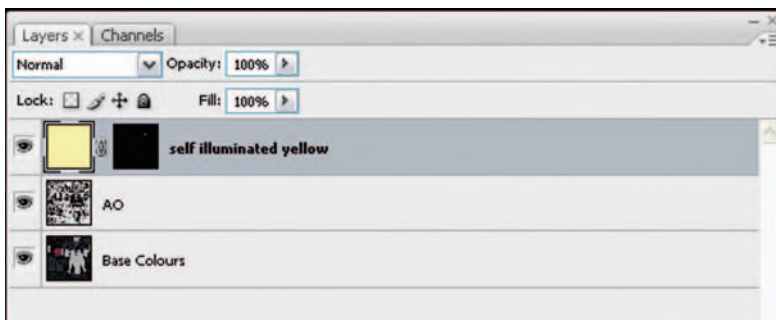 Layers × Channels
Normal Opacity: 100%
Lock: Fill: 100%
self illuminated yellow
AO
Base Colours